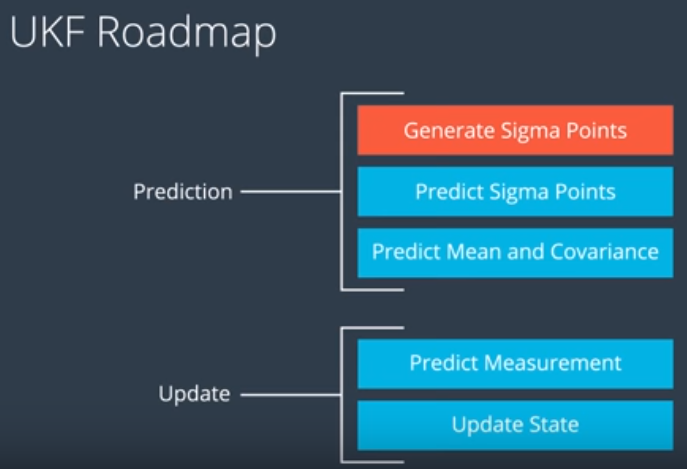 UKF Roadmap
Prediction
Generate Sigma Points
Predict Sigma Points
Predict Mean and Covariance
Update
Predict Measurement
Update State